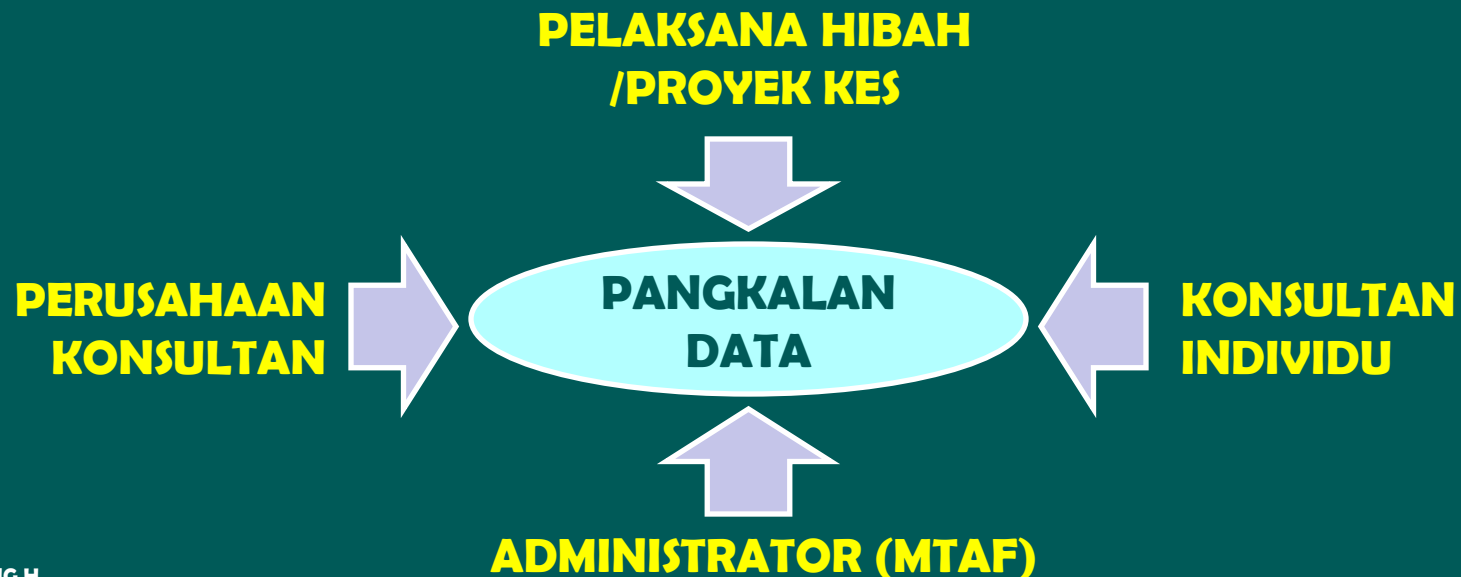 PELAKSANA HIBAH
/PROYEK KES
PERUSAHAAN
KONSULTAN
PANGKALAN
DATA
KONSULTAN
INDIVIDU
ADMINISTRATOR (MTAF)